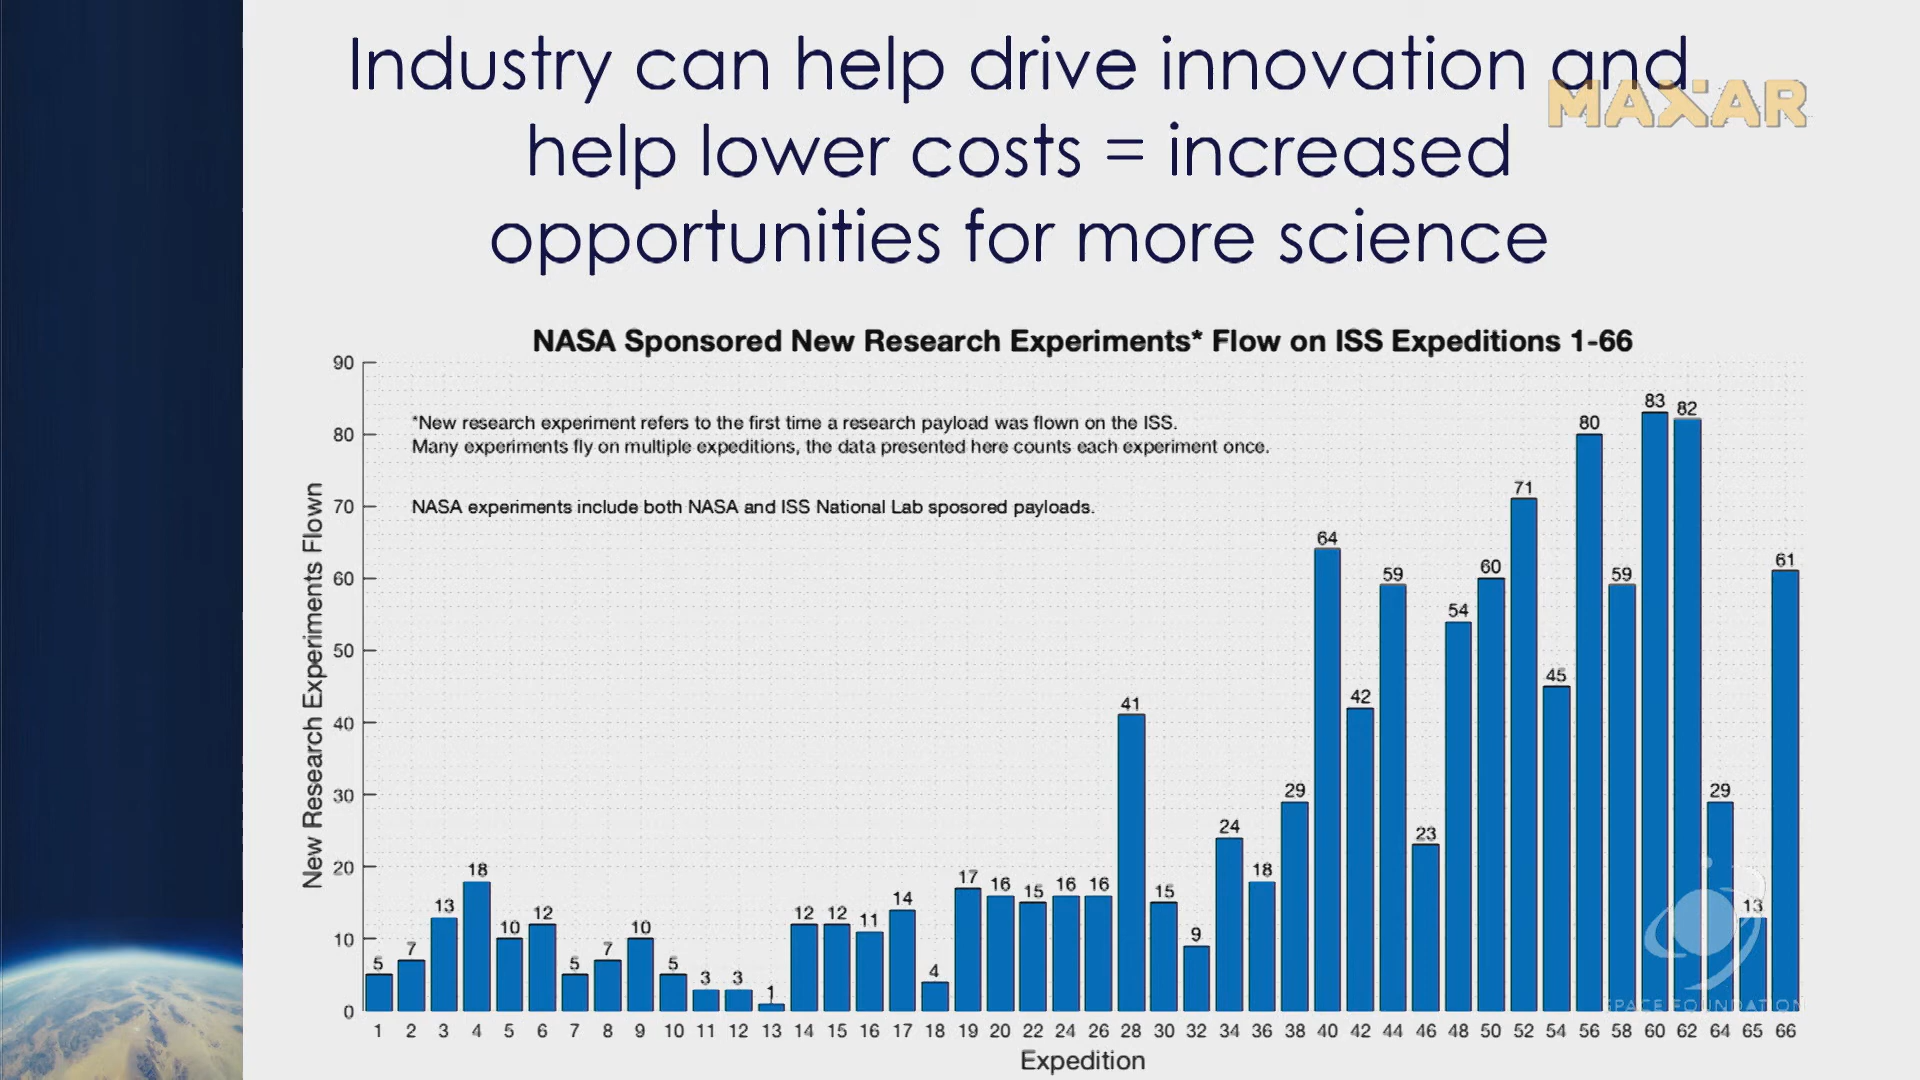 Industry can help drive innovation and
MAXAR
help lower costs = increased
opportunities for more science
NASA Sponsored New Research Experiments* Flow on ISS Expeditions 1-66
*New research experiment refers to the first time a research payload was flown on the ISS.
Many experiments fly on multiple expeditions, the data presented here counts each experiment once.
NASA experiments include both NASA and ISS National Lab sposored payloads.
New Research Experiments Flown
90
80
70
60
50
40
30
20
10
0
5 7 13 18 10 12 5 7 10 5 3 3 1 12 12 11 14 4 17 16 15 16 16 41 15 9 24 18 29 64 42 59 23 54 60 71 45 80 59 83 82 29 13 61
SPACE FOUNDATION
1 2 3 4 5 6 7 8 9 10 11 12 13 14 15 16 17 18 19 20 22 24 26 28 30 32 34 36 38 40 42 44 46 48 50 52 54 56 58 60 62 64 65 66
Expedition